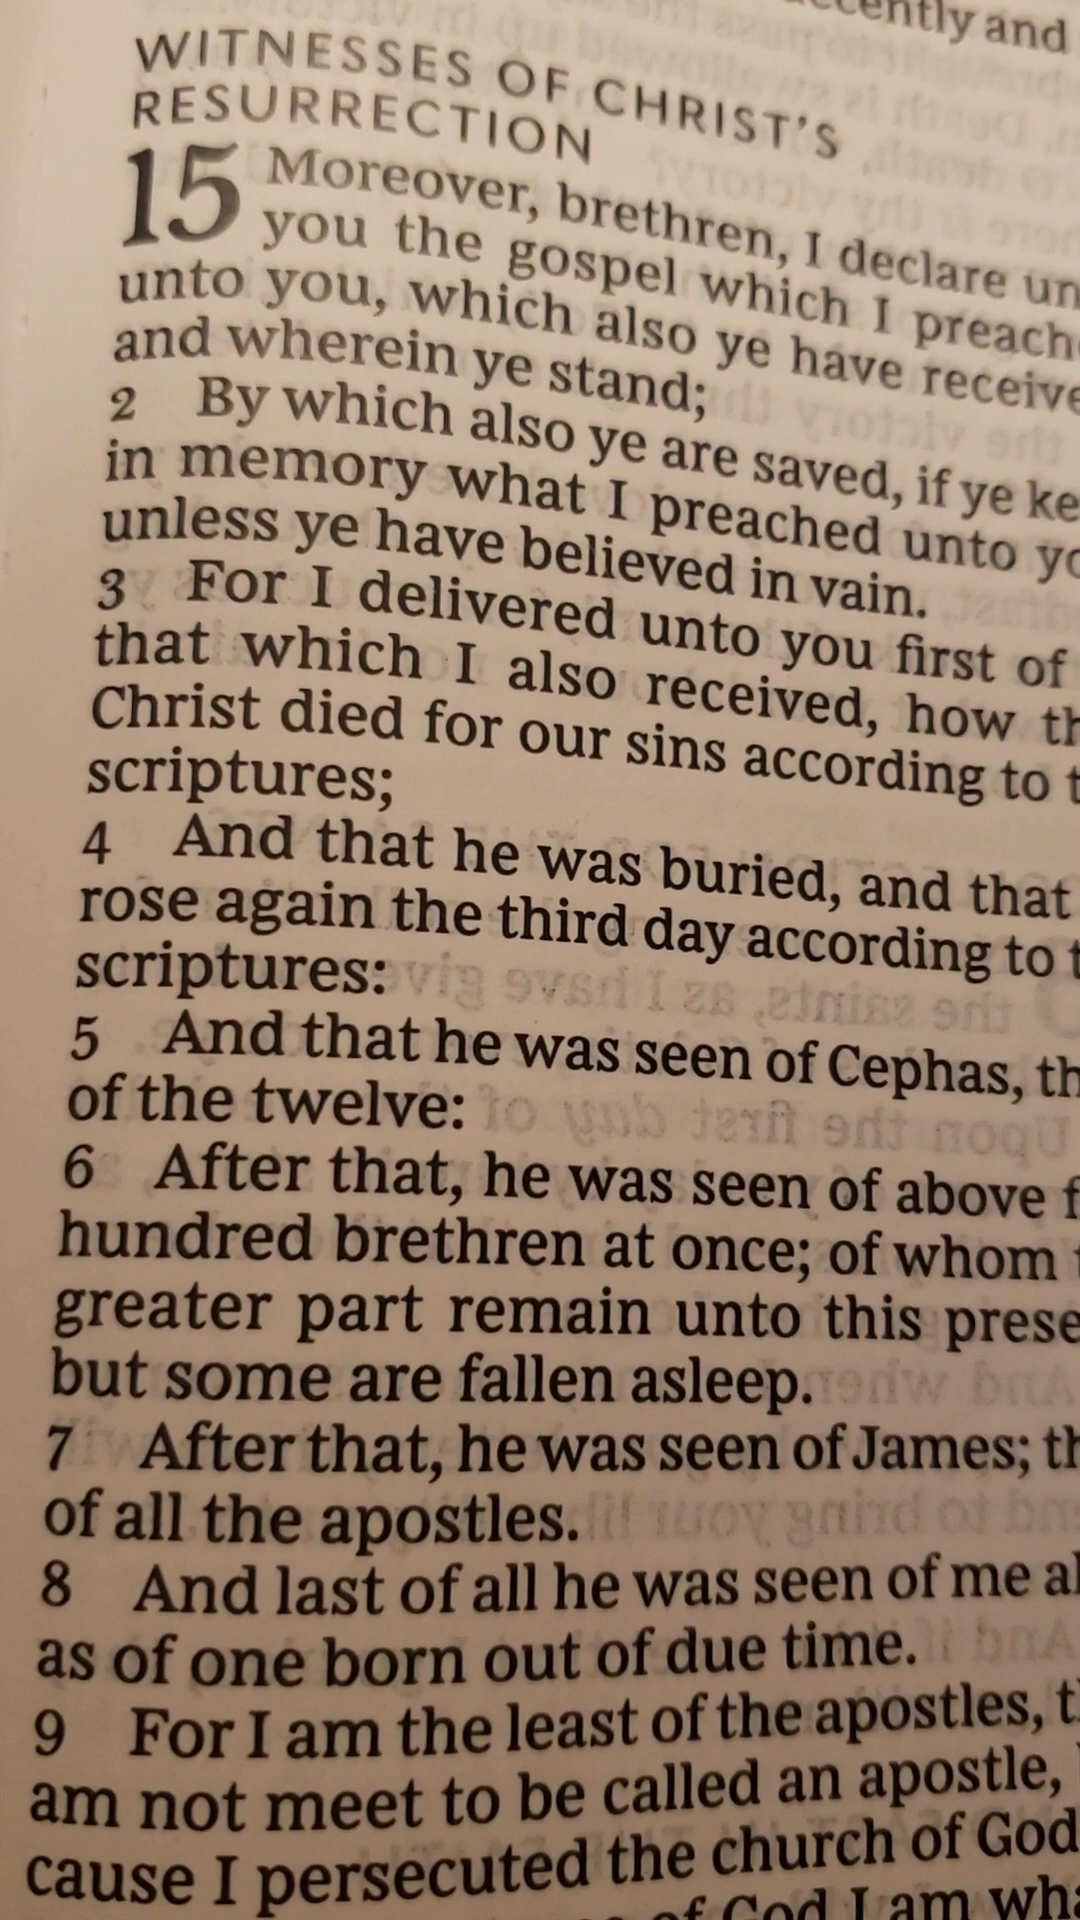 ccently and
WITNESSES OF CHRIST'S
RESURRECTION
15 Moreover, brethren, I declare un
you the gospel which I preach
unto you, which also ye have receive
and wherein ye stand;
2 By which also ye are saved, if ye ke
in memory what I preached unto yo
unless ye have believed in vain.
3 For I delivered unto you first of
that which I also received, how th
Christ died for our sins according to t
scriptures;
4 And that he was buried, and that
rose again the third day according to t
scriptures:
5 And that he was seen of Cephas, th
of the twelve:
6 After that, he was seen of above f
hundred brethren at once; of whom t
greater part remain unto this prese
but some are fallen asleep.
7 After that, he was seen of James; th
of all the apostles.
8 And last of all he was seen of me al
as of one born out of due time.
9 For I am the least of the apostles, th
am not meet to be called an apostle,
cause I persecuted the church of God
of God I am wha